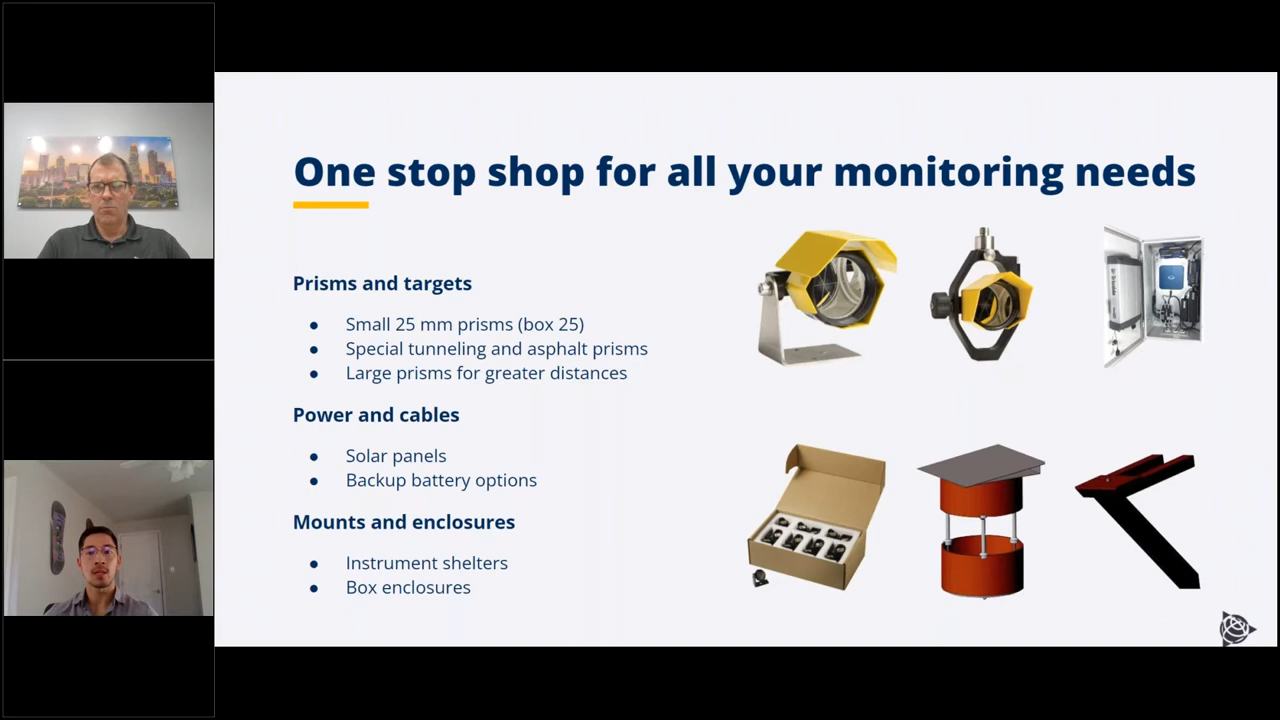 One stop shop for all your monitoring needs
Prisms and targets
● Small 25 mm prisms (box 25)
● Special tunneling and asphalt prisms
● Large prisms for greater distances
Power and cables
● Solar panels
● Backup battery options
Mounts and enclosures
● Instrument shelters
● Box enclosures